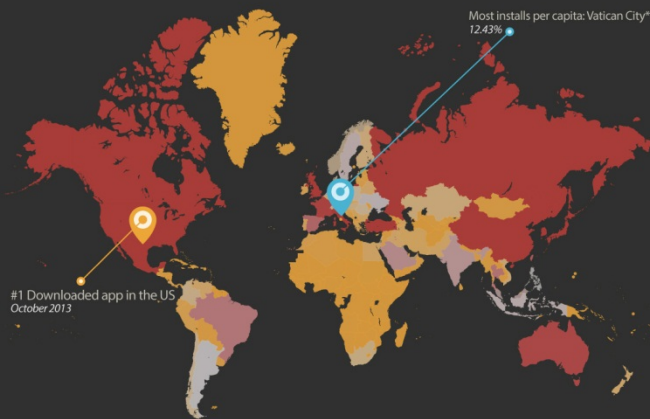 Most installs per capita: Vatican City*
12.43%
#1 Downloaded app in the US
October 2013